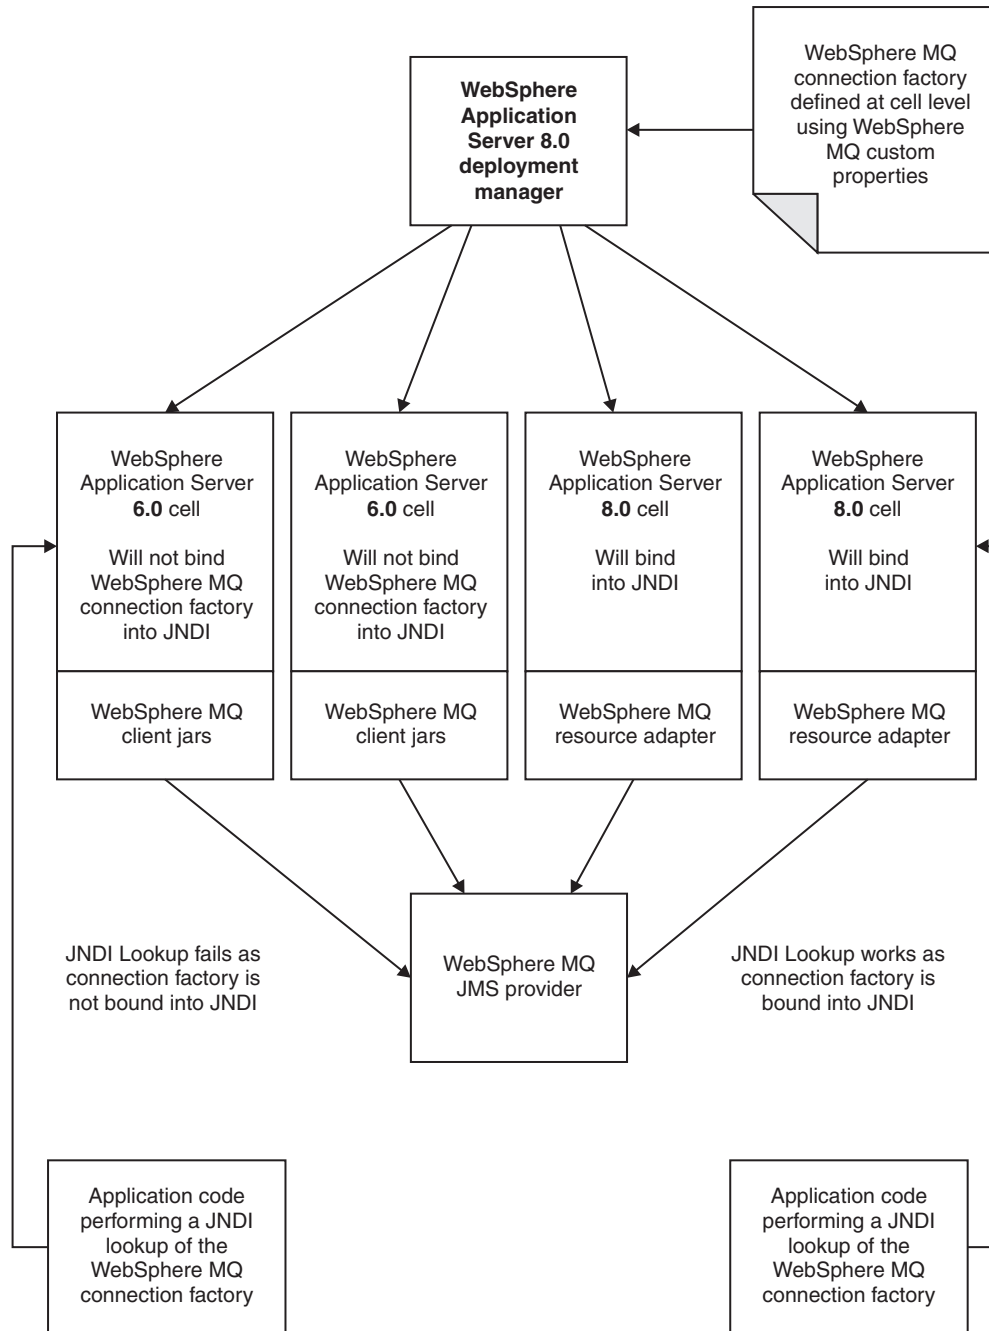 WebSphere MQ
connection factory
defined at cell level
using WebSphere
MQ custom
properties
WebSphere
Application
Server 8.0
deployment
manager
WebSphere
Application Server
6.0 cell
Will not bind
WebSphere MQ
connection factory
into JNDI
WebSphere MQ
client jars
WebSphere
Application Server
6.0 cell
Will not bind
WebSphere MQ
connection factory
into JNDI
WebSphere MQ
client jars
WebSphere
Application Server
8.0 cell
Will bind
into JNDI
WebSphere MQ
resource adapter
WebSphere
Application Server
8.0 cell
Will bind
into JNDI
WebSphere MQ
resource adapter
JNDI Lookup fails as
connection factory is
not bound into JNDI
WebSphere MQ
JMS provider
JNDI Lookup works as
connection factory is
bound into JNDI
Application code
performing a JNDI
lookup of the
WebSphere MQ
connection factory
Application code
performing a JNDI
lookup of the
WebSphere MQ
connection factory